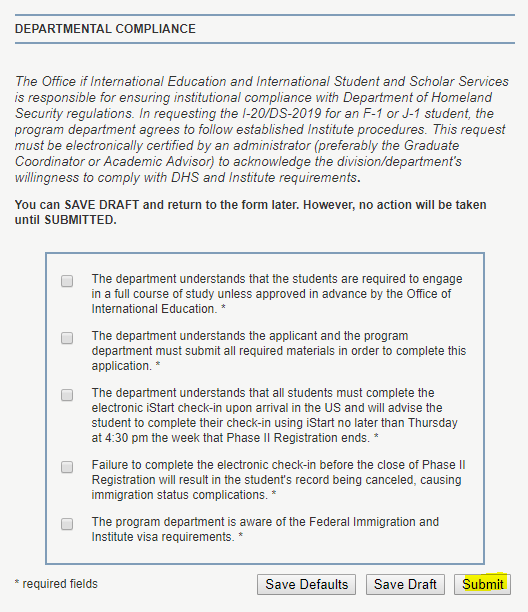 DEPARTMENTAL COMPLIANCE
The Office if International Education and International Student and Scholar Services
is responsible for ensuring institutional compliance with Department of Homeland
Security regulations. In requesting the I-20/DS-2019 for an F-1 or J-1 student, the
program department agrees to follow established Institute procedures. This request
must be electronically certified by an administrator (preferably the Graduate
Coordinator or Academic Advisor) to acknowledge the division/department's
willingness to comply with DHS and Institute requirements.
You can SAVE DRAFT and return to the form later. However, no action will be taken
until SUBMITTED.
The department understands that the students are required to engage
in a full course of study unless approved in advance by the Office of
International Education. *
The department understands the applicant and the program
department must submit all required materials in order to complete this
application. *
The department understands that all students must complete the
electronic iStart check-in upon arrival in the US and will advise the
student to complete their check-in using iStart no later than Thursday
at 4:30 pm the week that Phase II Registration ends. *
Failure to complete the electronic check-in before the close of Phase II
Registration will result in the student's record being canceled, causing
immigration status complications. *
The program department is aware of the Federal Immigration and
Institute visa requirements. *
* required fields Save Defaults Save Draft Submit